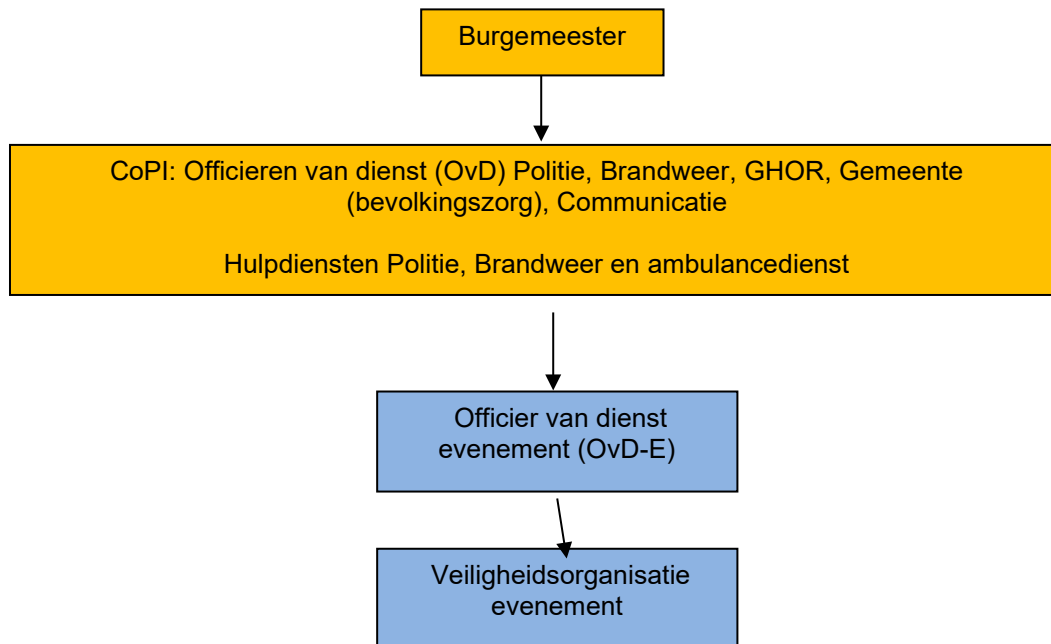 Burgemeester
CoPI: Officieren van dienst (OvD) Politie, Brandweer, GHOR, Gemeente
(bevolkingszorg), Communicatie
Hulpdiensten Politie, Brandweer en ambulancedienst
Officier van dienst
evenement (OvD-E)
Veiligheidsorganisatie
evenement